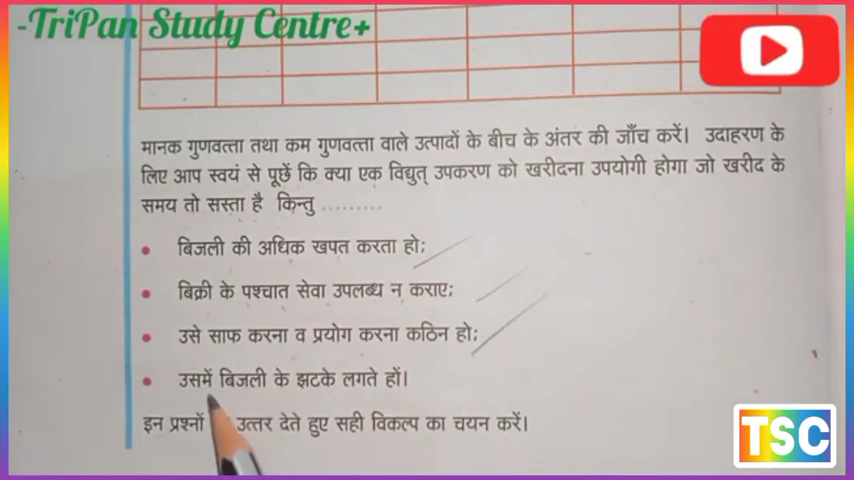 -TriPan Study Centre+
मानक गुणवत्ता तथा कम गुणवत्ता वाले उत्पादों के बीच के अंतर की जाँच करें। उदाहरण के
लिए आप स्वयं से पूछें कि क्या एक विद्युत् उपकरण को खरीदना उपयोगी होगा जो खरीद के
समय तो सस्ता है किन्तु .........
• बिजली की अधिक खपत करता हो;
• बिक्री के पश्चात सेवा उपलब्ध न कराए;
• उसे साफ करना व प्रयोग करना कठिन हो;
• उसमें बिजली के झटके लगते हों।
इन प्रश्नों उत्तर देते हुए सही विकल्प का चयन करें।
TSC